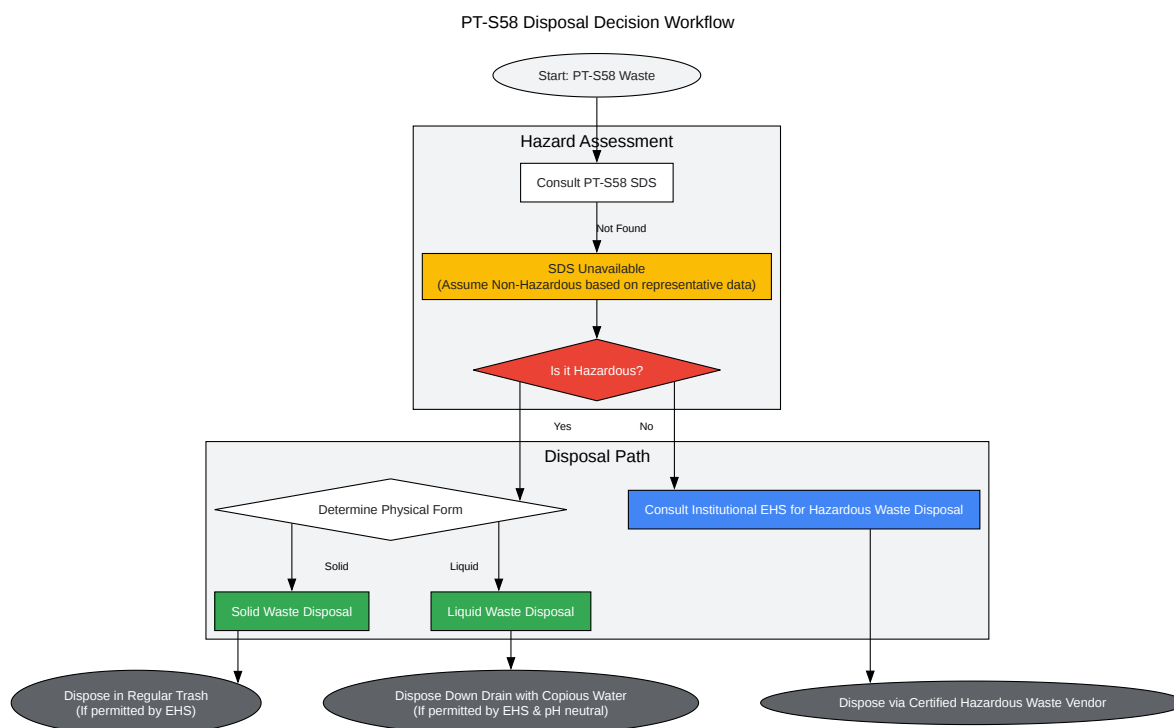 PT-S58 Disposal Decision Workflow
Start: PT-S58 Waste
Hazard Assessment
Consult PT-S58 SDS
Not Found
SDS Unavailable
(Assume Non-Hazardous based on representative data)
Is it Hazardous?
Yes
No
Disposal Path
Determine Physical Form
Consult Institutional EHS for Hazardous Waste Disposal
Solid
Liquid
Solid Waste Disposal
Liquid Waste Disposal
Dispose in Regular Trash
(If permitted by EHS)
Dispose Down Drain with Copious Water
(If permitted by EHS & pH neutral)
Dispose via Certified Hazardous Waste Vendor